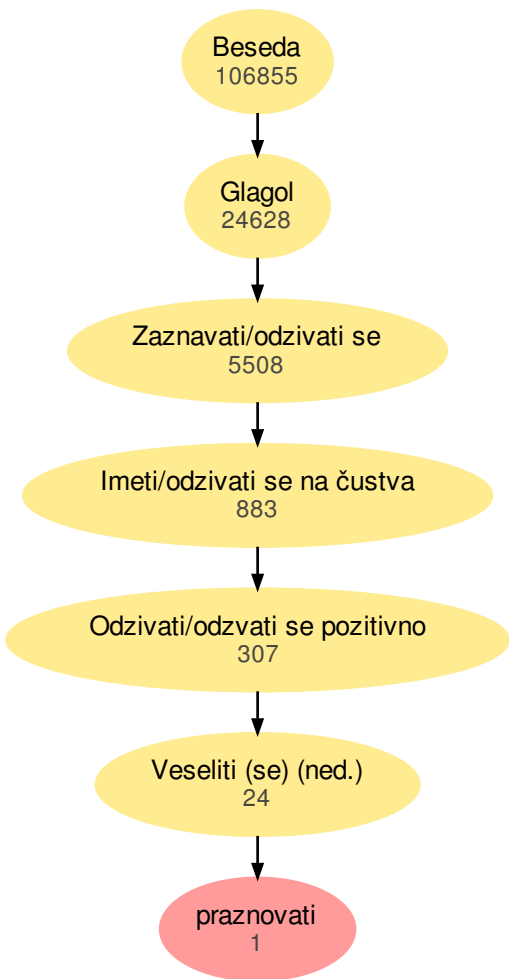 Beseda
106855
Glagol
24628
Zaznavati/odzivati se
5508
Imeti/odzivati se na čustva
883
Odzivati/odzvati se pozitivno
307
Veseliti (se) (ned.)
24
praznovati
1